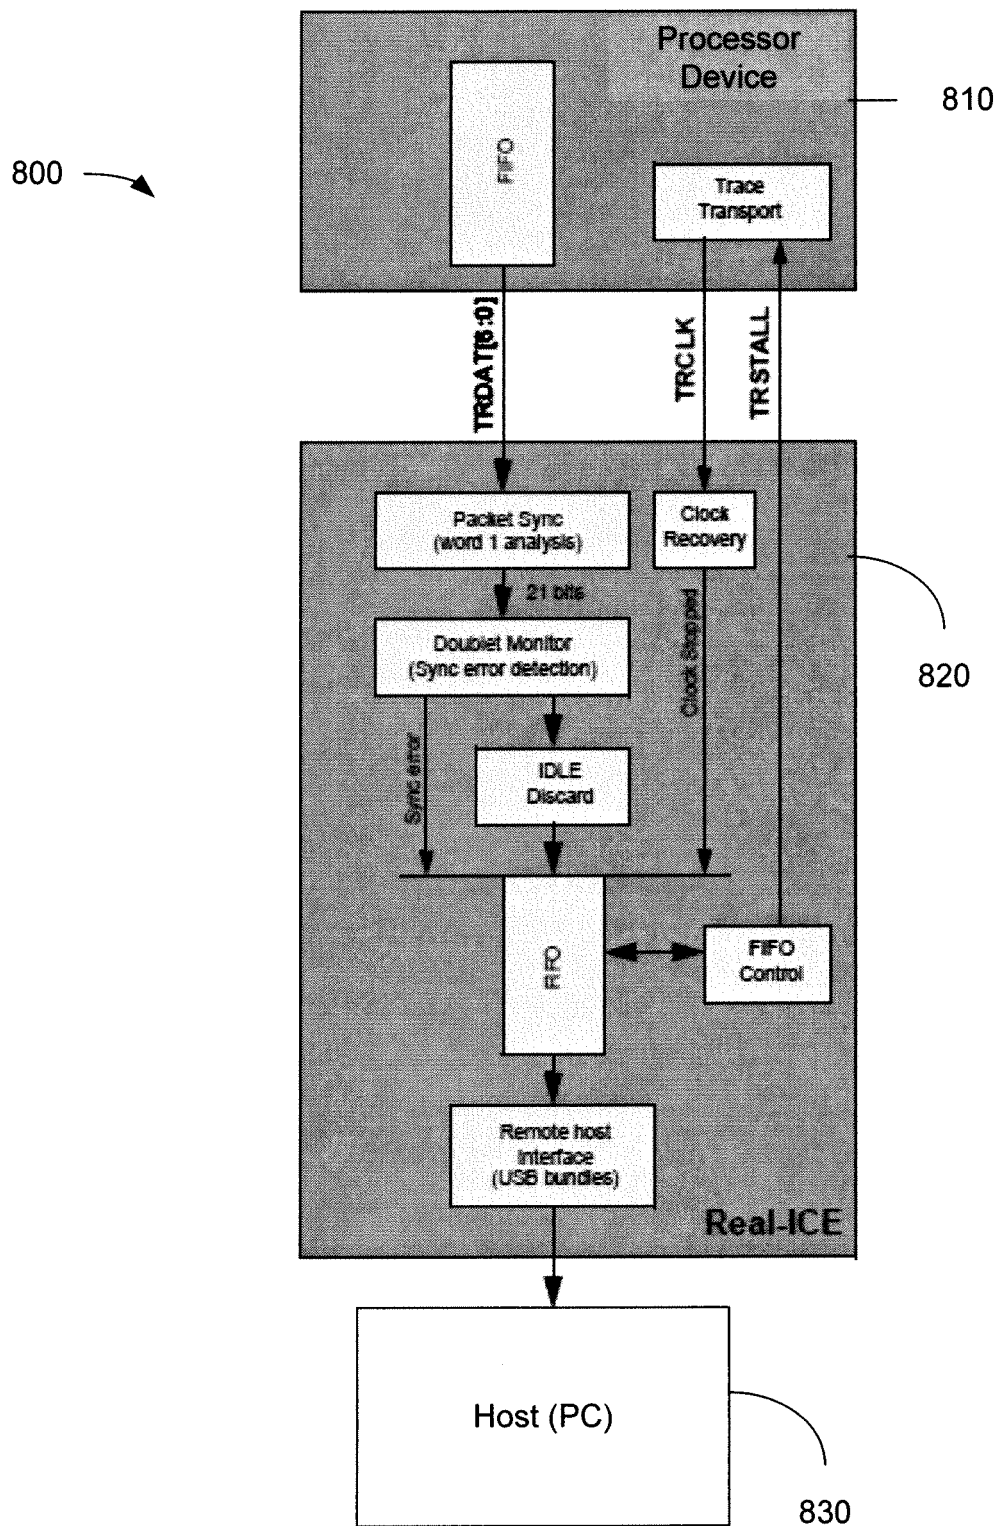 Processor
Device
810
800
FIFO
Trace
Transport
TRDAT[6:0]
TRCLK
TRSTALL
Packet Sync
(word 1 analysis)
Clock
Recovery
21 bits
Doublet Monitor
(Sync error detection)
Clock Stopped
820
Sync error
IDLE
Discard
FIFO
FIFO
Control
Remote host
Interface
(USB bundles)
Real-ICE
Host (PC)
830